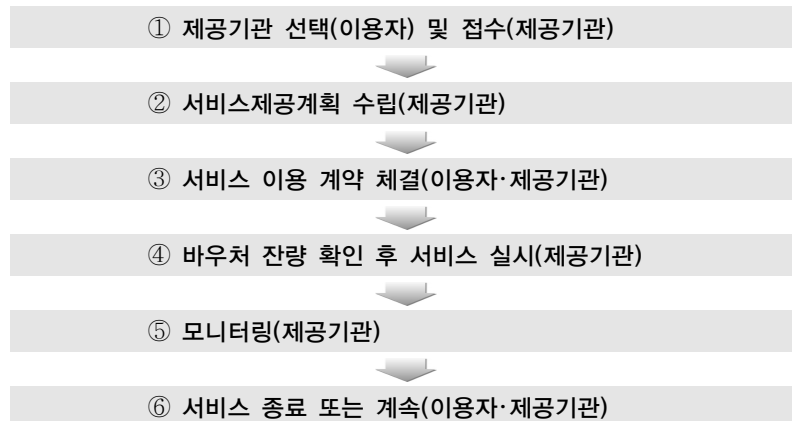 ① 제공기관 선택(이용자) 및 접수(제공기관)
② 서비스제공계획 수립(제공기관)
③ 서비스 이용 계약 체결(이용자·제공기관)
④ 바우처 잔량 확인 후 서비스 실시(제공기관)
⑤ 모니터링(제공기관)
⑥ 서비스 종료 또는 계속(이용자·제공기관)